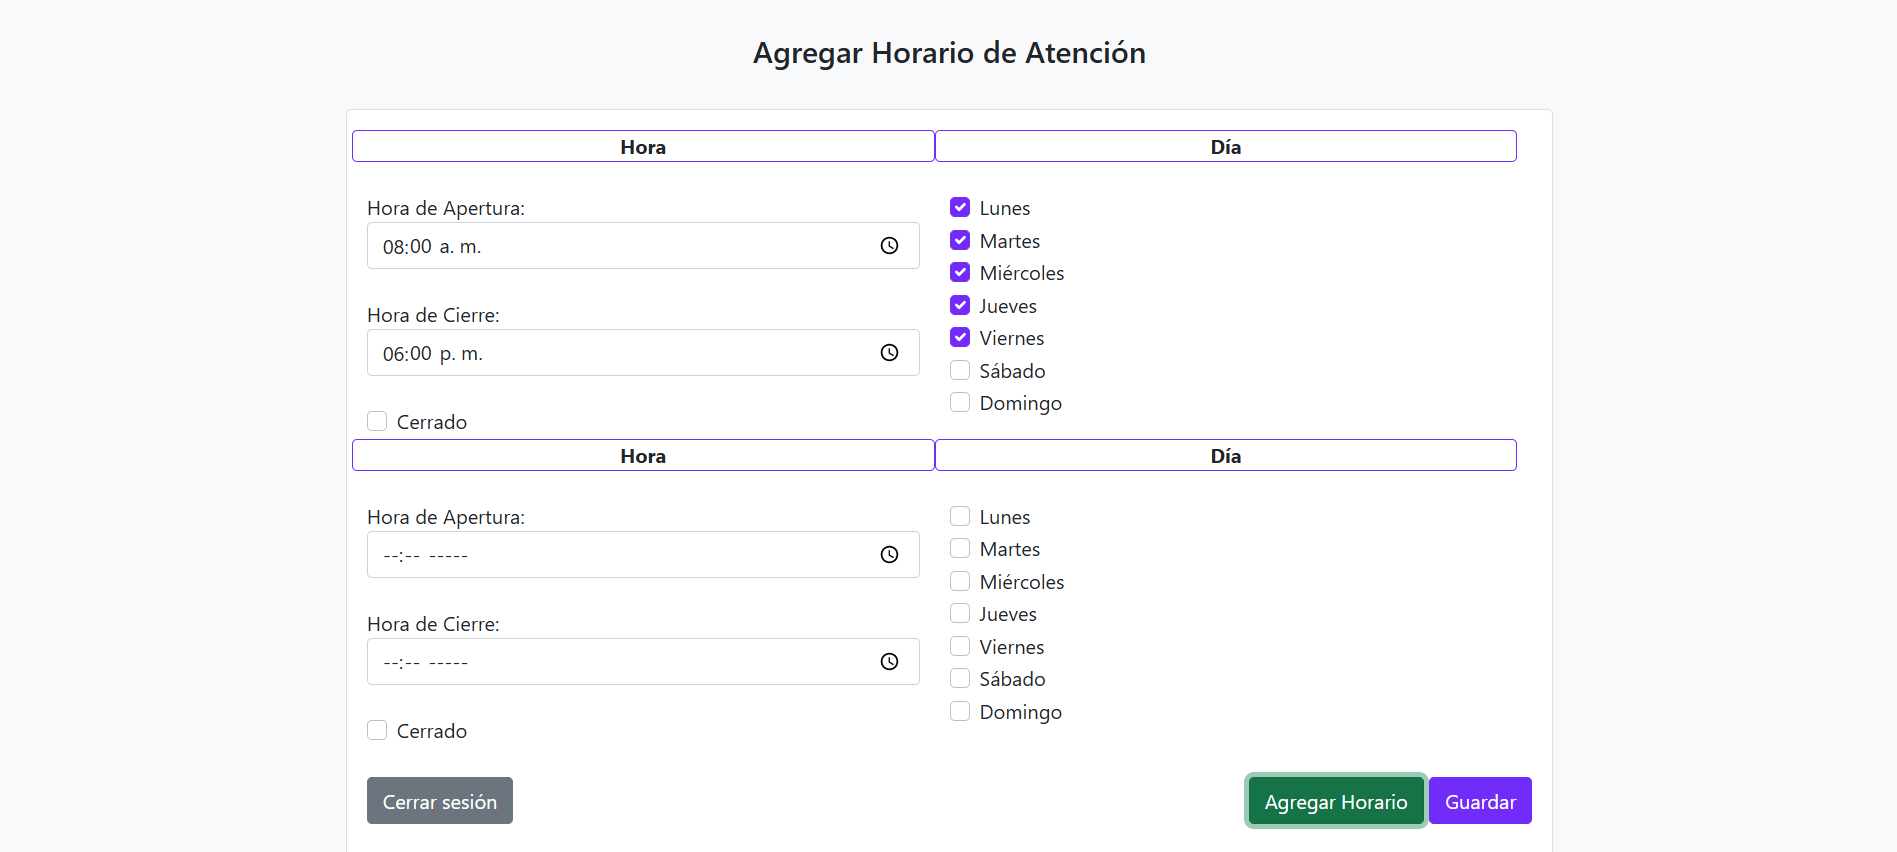 Agregar Horario de Atención
Hora Día
Hora de Apertura:
08:00 a. m.
Hora de Cierre:
06:00 p. m.
Cerrado
Lunes
Martes
Miércoles
Jueves
Viernes
Sábado
Domingo
Hora Día
Hora de Apertura:
--:-- -----
Hora de Cierre:
--:-- -----
Cerrado
Lunes
Martes
Miércoles
Jueves
Viernes
Sábado
Domingo
Cerrar sesión Agregar Horario Guardar